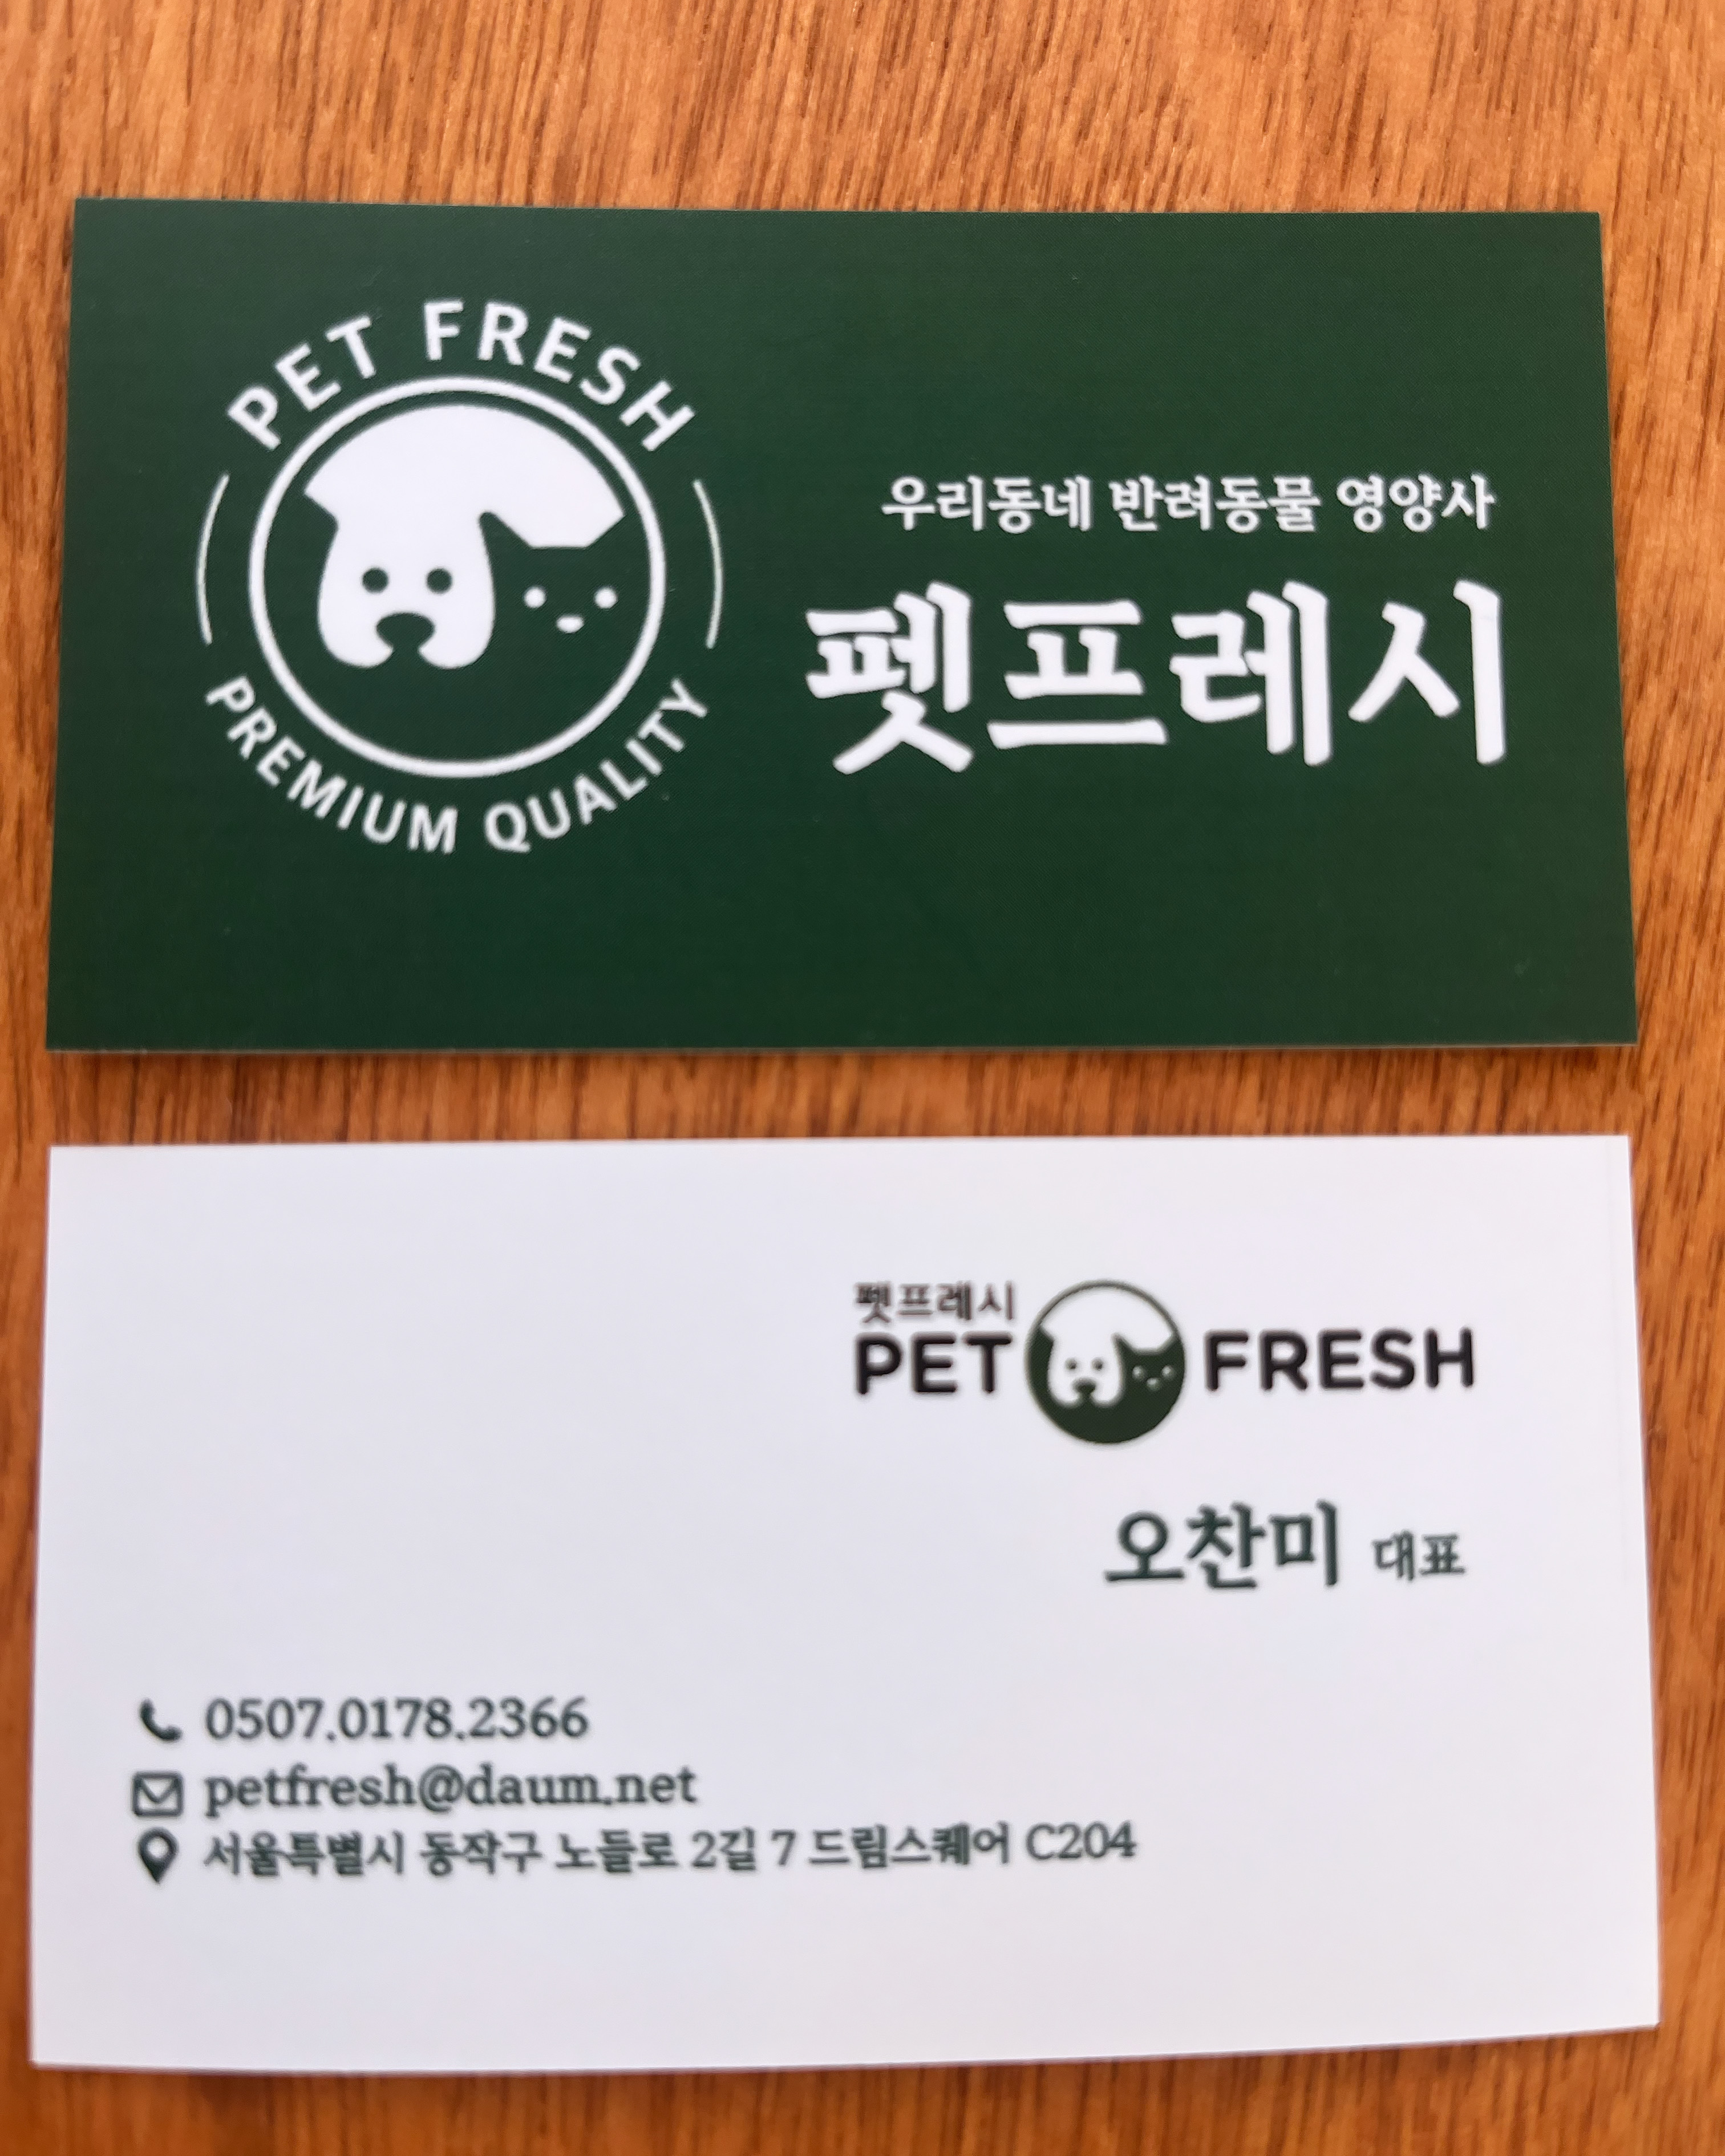 PET FRESH
PREMIUM QUALITY
우리동네 반려동물 영양사
펫프레시
펫프레시
PET FRESH
오찬미 대표
0507.0178.2366
petfresh@daum.net
서울특별시 동작구 노들로 2길 7 드림스퀘어 C204